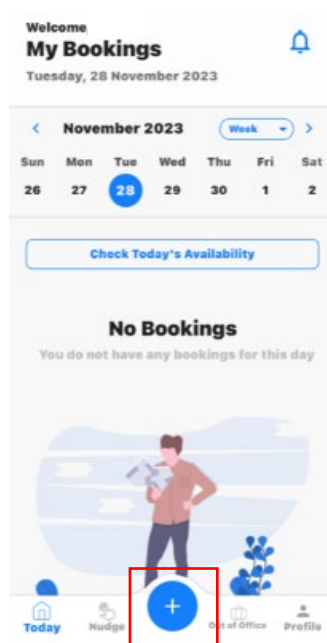 Welcome,
My Bookings
Tuesday, 28 November 2023
< November 2023 Week >
Sun Mon Tue Wed Thu Fri Sat
26 27 28 29 30 1 2
Check Today's Availability
No Bookings
You do not have any bookings for this day
+
Today Nudge Out of Office Profile